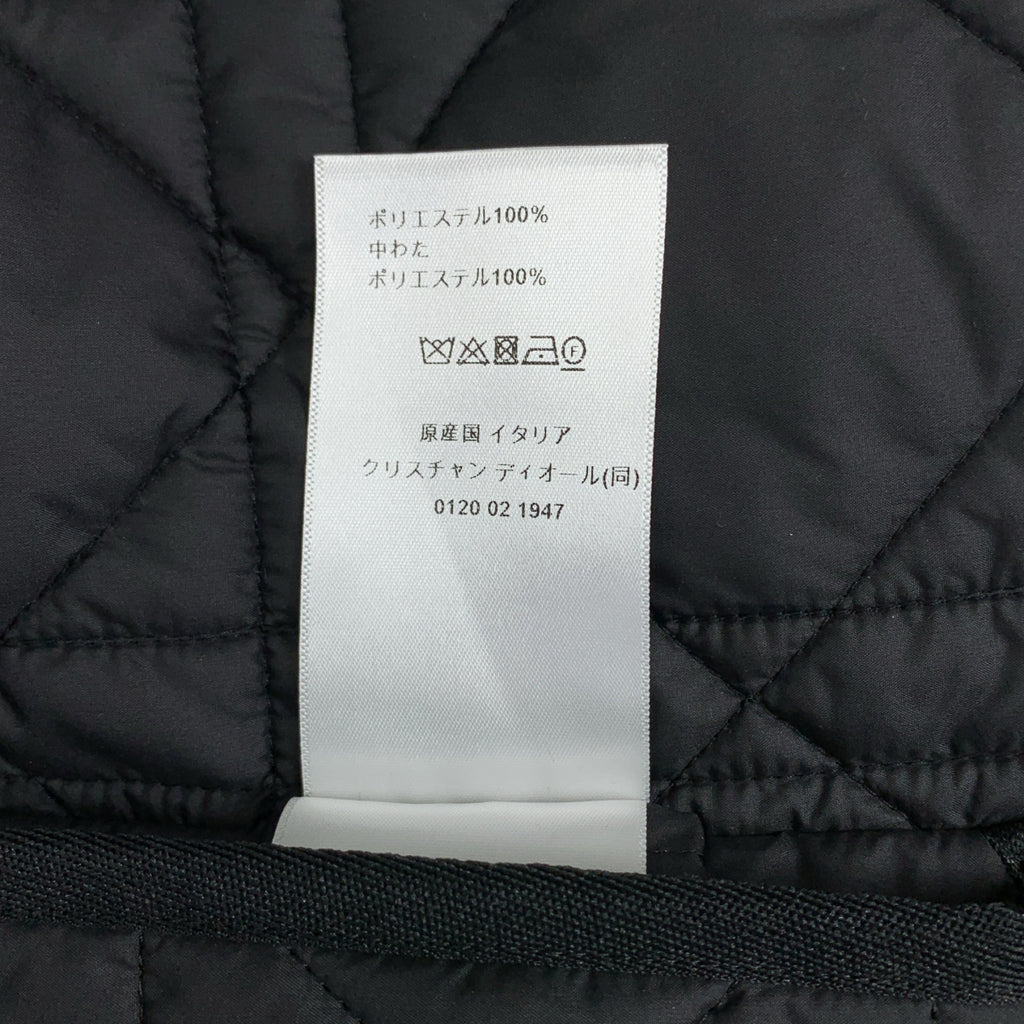 ポリエステル100%
中わた
ポリエステル100%
F
原産国 イタリア
クリスチャン ディオール(同)
0120 02 1947